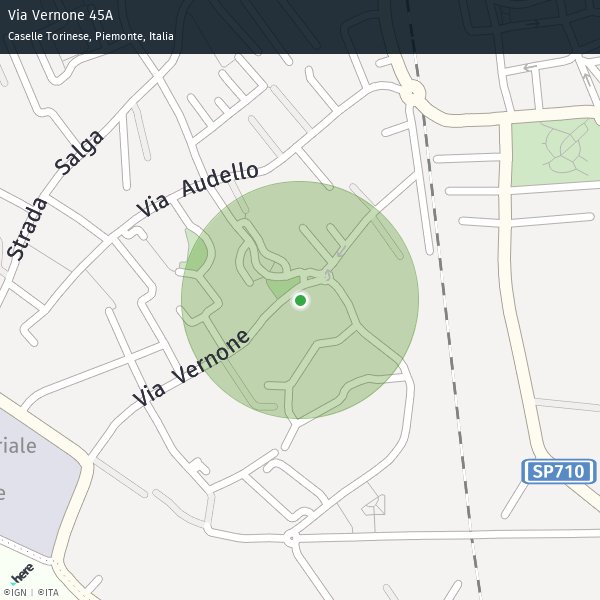 Via Vernone 45A
Caselle Torinese, Piemonte, Italia
Strada Salga
Via Audello
Via Vernone
riale
e
SP710
here
©IGN | ©ITA